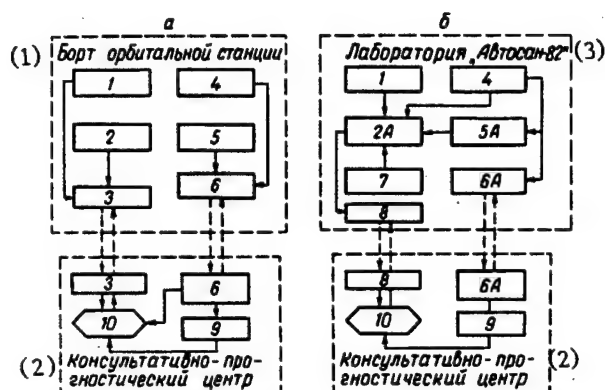 а
б
(1)
Борт орбитальной станции
1
4
2
5
3
6
3
6
10
9
(2)
Консультативно-про-
гностический центр
Лаборатория „Автосан-82"
(3)
1
4
2А
5А
7
6А
8
8
6А
10
9
Консультативно-про-
гностический центр
(2)